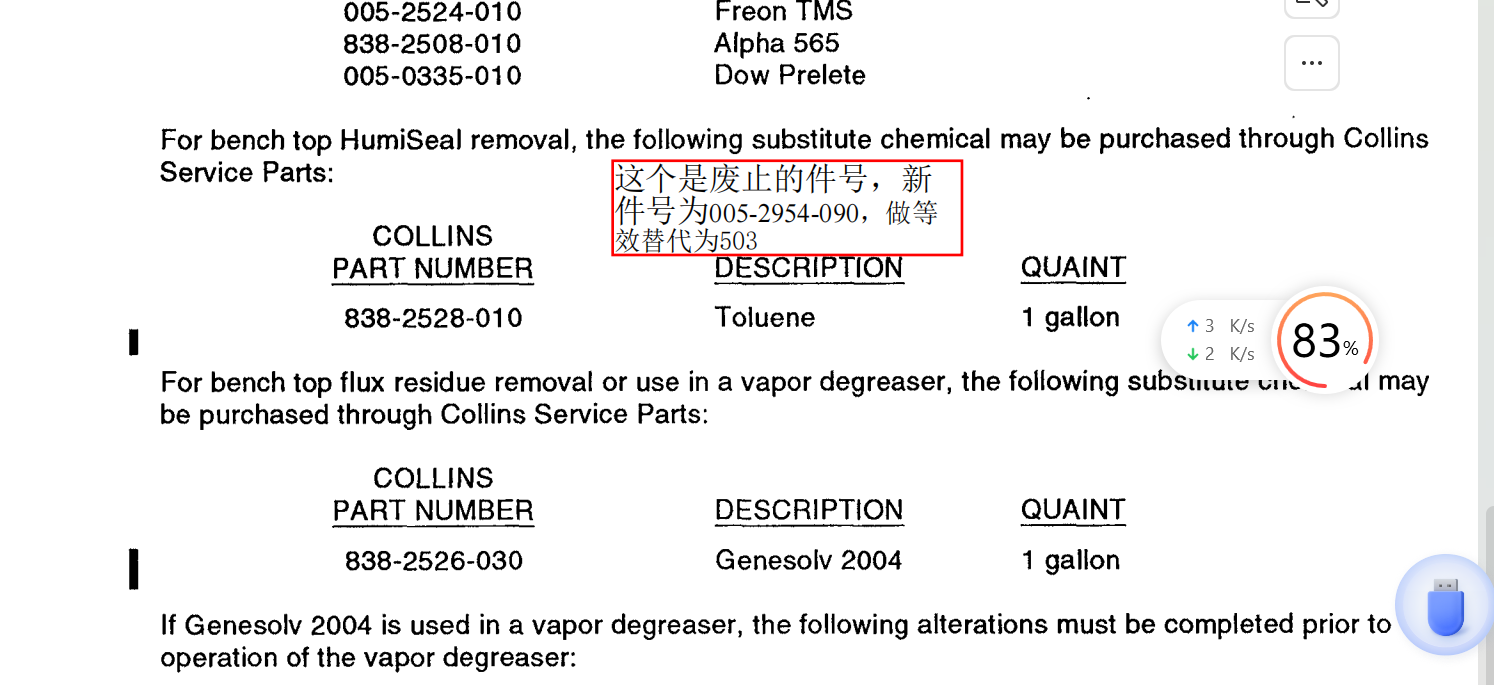 005-2524-010 Freon TMS
838-2508-010 Alpha 565
005-0335-010 Dow Prelete
For bench top HumiSeal removal, the following substitute chemical may be purchased through Collins
Service Parts:
这个是废止的件号，新
件号为005-2954-090，做等
效替代为503
COLLINS
PART NUMBER DESCRIPTION QUAINT
838-2528-010 Toluene 1 gallon
3 K/s
2 K/s
83%
For bench top flux residue removal or use in a vapor degreaser, the following substitute may
be purchased through Collins Service Parts:
COLLINS
PART NUMBER DESCRIPTION QUAINT
838-2526-030 Genesolv 2004 1 gallon
If Genesolv 2004 is used in a vapor degreaser, the following alterations must be completed prior to
operation of the vapor degreaser: